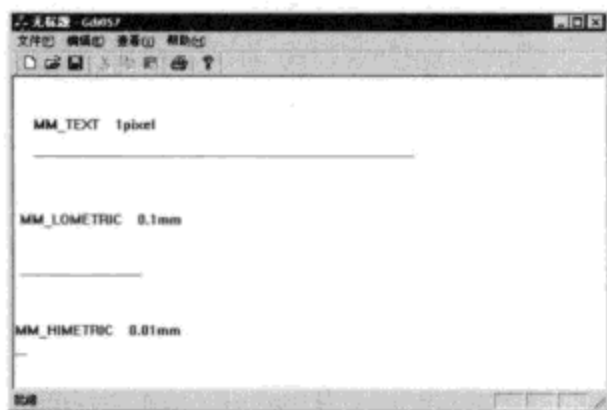 无标题 - Gdi057
文件(F) 编辑(E) 查看(V) 帮助(H)
MM_TEXT 1pixel
MM_LOMETRIC 0.1mm
MM_HIMETRIC 0.01mm
就绪